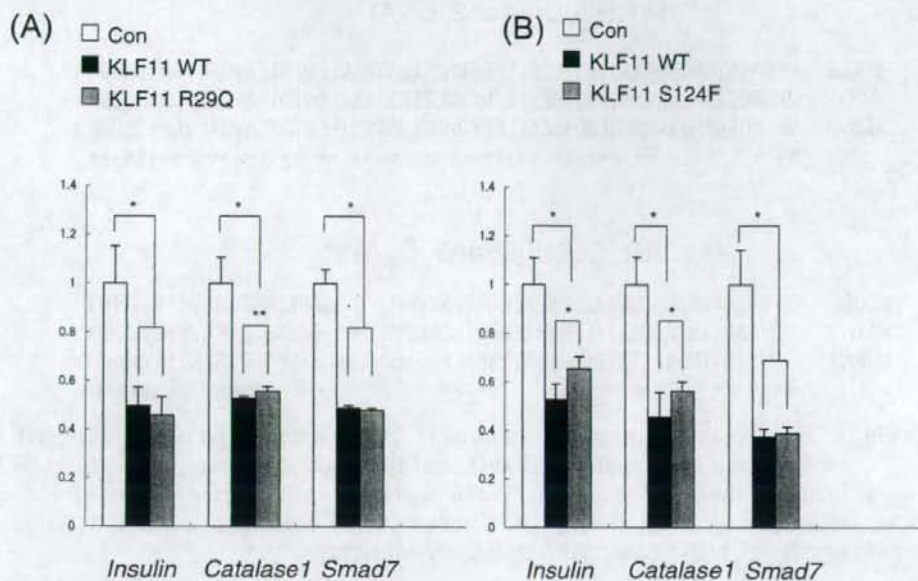 (A)
Con
KLF11 WT
KLF11 R29Q
1.4
1.2
1
0.8
0.6
0.4
0.2
0
*
*
*
**
Insulin Catalase1 Smad7
(B)
Con
KLF11 WT
KLF11 S124F
1.4
1.2
1
0.8
0.6
0.4
0.2
0
*
*
*
*
*
Insulin Catalase1 Smad7